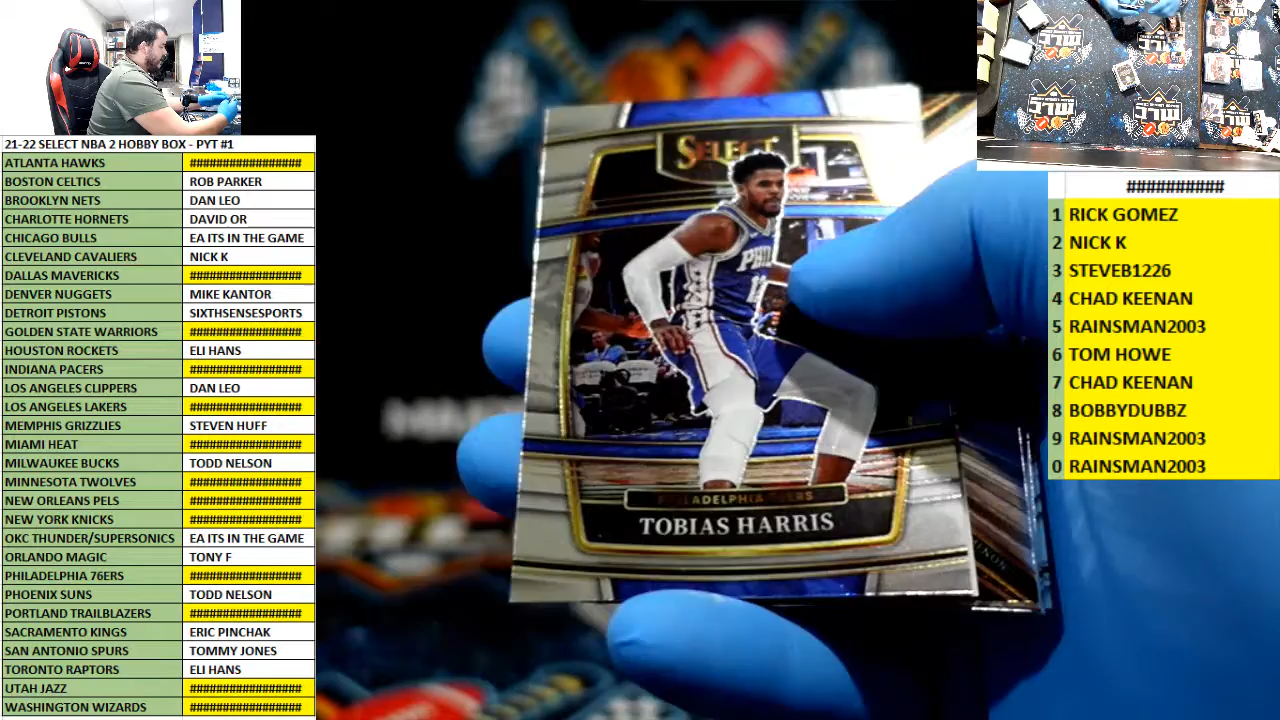 21-22 SELECT NBA 2 HOBBY BOX - PYT #1
ATLANTA HAWKS ################
BOSTON CELTICS ROB PARKER
BROOKLYN NETS DAN LEO
CHARLOTTE HORNETS DAVID OR
CHICAGO BULLS EA ITS IN THE GAME
CLEVELAND CAVALIERS NICK K
DALLAS MAVERICKS ################
DENVER NUGGETS MIKE KANTOR
DETROIT PISTONS SIXTHSENSESPORTS
GOLDEN STATE WARRIORS ################
HOUSTON ROCKETS ELI HANS
INDIANA PACERS ################
LOS ANGELES CLIPPERS DAN LEO
LOS ANGELES LAKERS ################
MEMPHIS GRIZZLIES STEVEN HUFF
MIAMI HEAT ################
MILWAUKEE BUCKS TODD NELSON
MINNESOTA TWOLVES ################
NEW ORLEANS PELS ################
NEW YORK KNICKS ################
OKC THUNDER/SUPERSONICS EA ITS IN THE GAME
ORLANDO MAGIC TONY F
PHILADELPHIA 76ERS ################
PHOENIX SUNS TODD NELSON
PORTLAND TRAILBLAZERS ################
SACRAMENTO KINGS ERIC PINCHAK
SAN ANTONIO SPURS TOMMY JONES
TORONTO RAPTORS ELI HANS
UTAH JAZZ ################
WASHINGTON WIZARDS ################
SELECT
PHIL
PHILADELPHIA 76ERS
TOBIAS HARRIS
##########
1 RICK GOMEZ
2 NICK K
3 STEVEB1226
4 CHAD KEENAN
5 RAINSMAN2003
6 TOM HOWE
7 CHAD KEENAN
8 BOBBYDUBBZ
9 RAINSMAN2003
0 RAINSMAN2003